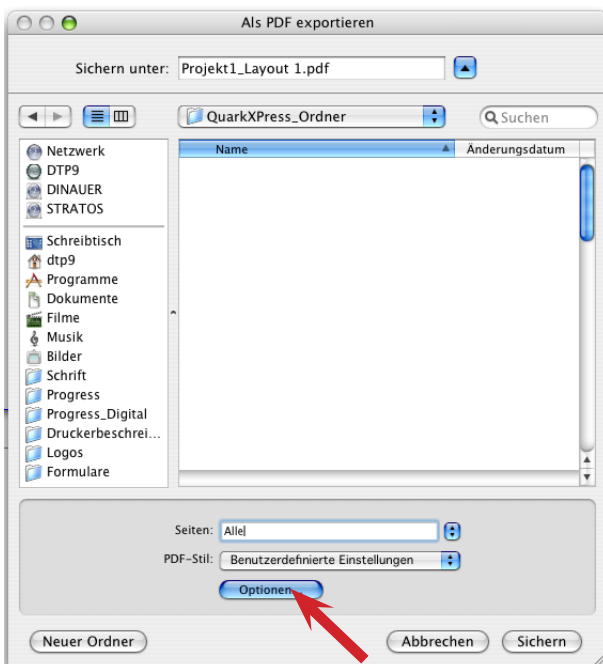 Als PDF exportieren
Sichern unter: Projekt1_Layout 1.pdf
QuarkXPress_Ordner
Suchen
Name Änderungsdatum
Netzwerk
DTP9
DINAUER
STRATOS
Schreibtisch
dtp9
Programme
Dokumente
Filme
Musik
Bilder
Schrift
Progress
Progress_Digital
Druckerbeschrei...
Logos
Formulare
Seiten: Alle
PDF-Stil: Benutzerdefinierte Einstellungen
Optionen...
Neuer Ordner Abbrechen Sichern